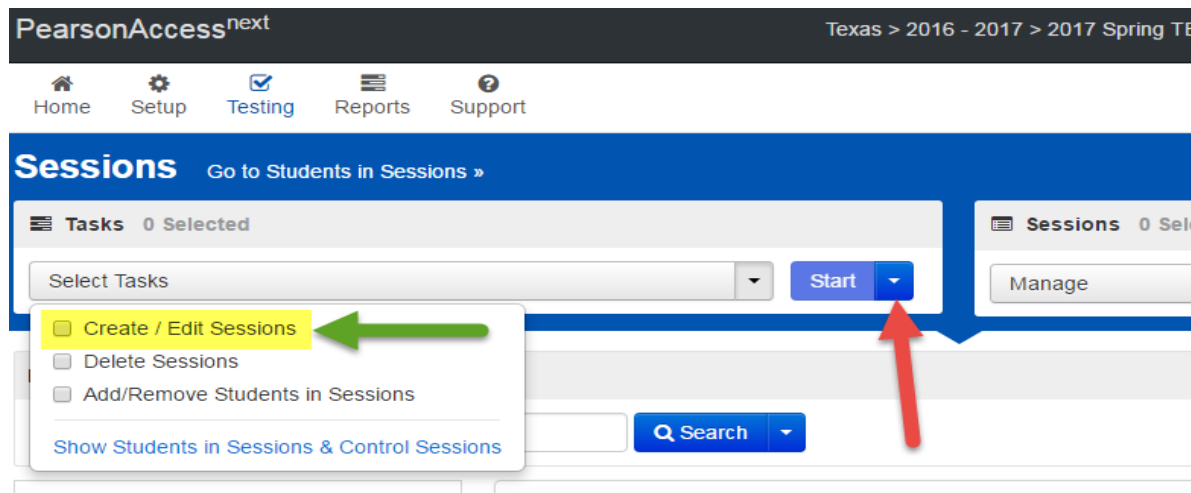 PearsonAccessnext
Texas > 2016 - 2017 > 2017 Spring
Home Setup Testing Reports Support
Sessions Go to Students in Sessions »
Tasks 0 Selected
Sessions 0
Select Tasks
Start
Manage
Create / Edit Sessions
Delete Sessions
Add/Remove Students in Sessions
Search
Show Students in Sessions & Control Sessions